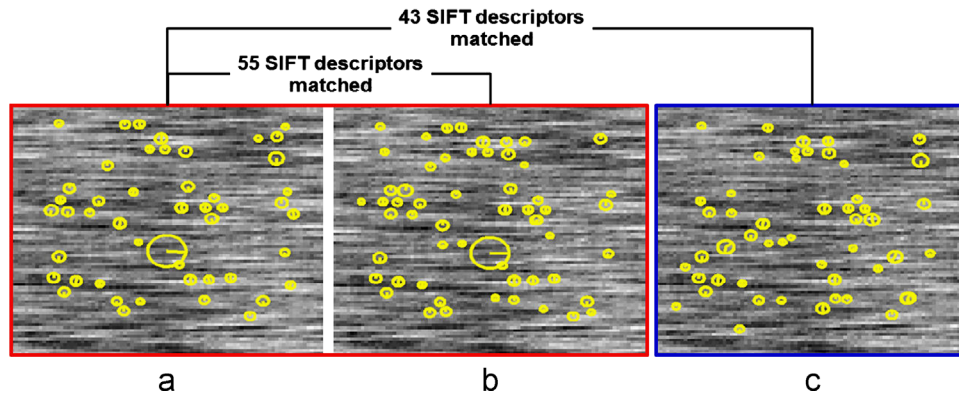 43 SIFT descriptors
matched
55 SIFT descriptors
matched
a b c